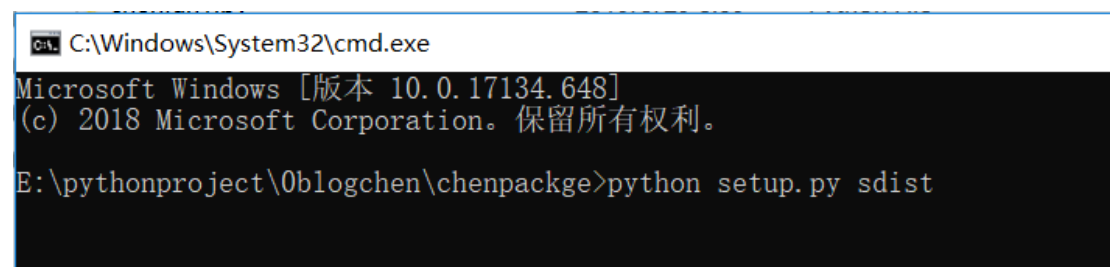 C:\Windows\System32\cmd.exe
Microsoft Windows [版本 10.0.17134.648]
(c) 2018 Microsoft Corporation。保留所有权利。
E:\pythonproject\0blogchen\chenpackge>python setup.py sdist